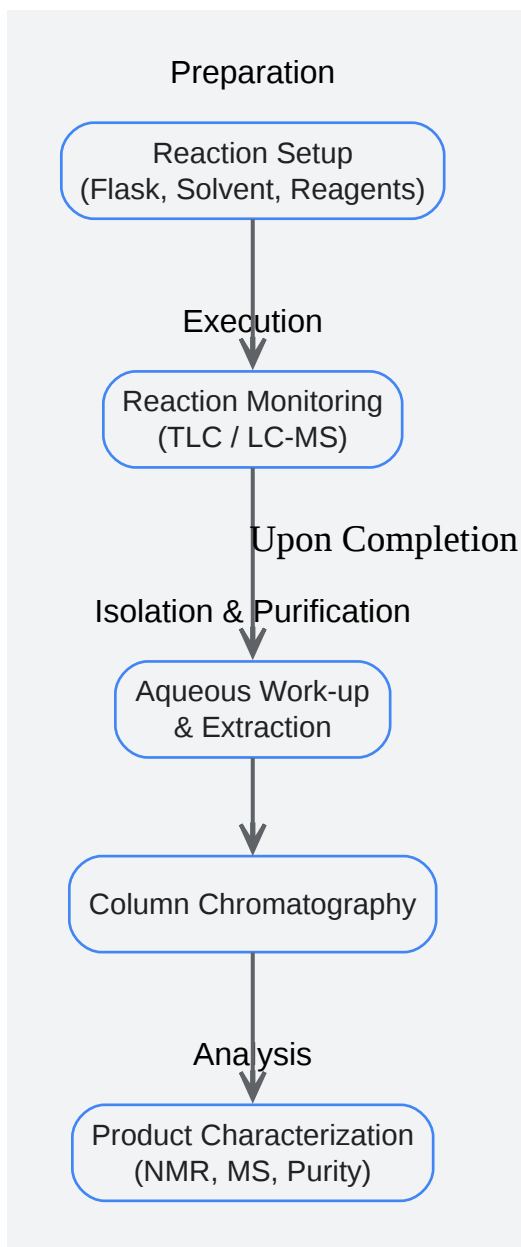 Preparation
Reaction Setup
(Flask, Solvent, Reagents)
Execution
Reaction Monitoring
(TLC / LC-MS)
Upon Completion
Isolation & Purification
Aqueous Work-up
& Extraction
Column Chromatography
Analysis
Product Characterization
(NMR, MS, Purity)